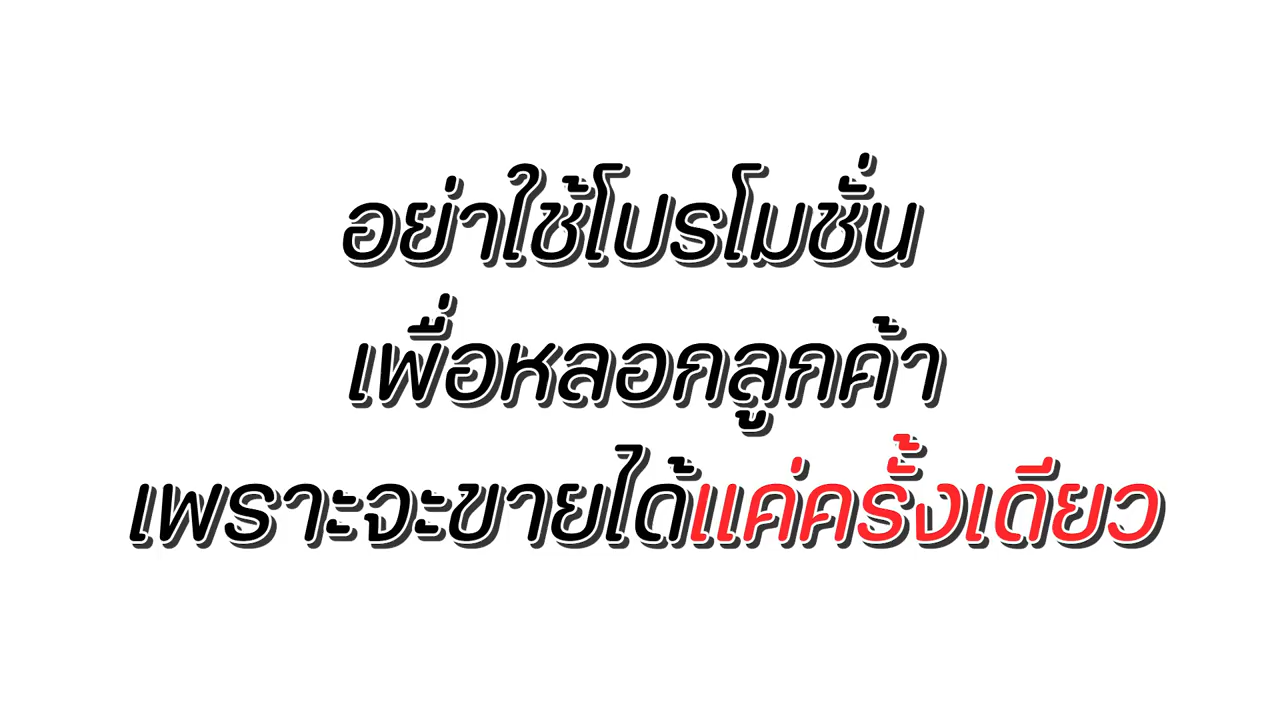 อย่าใช้โปรโมชั่น
เพื่อหลอกลูกค้า
เพราะจะขายได้แค่ครั้งเดียว